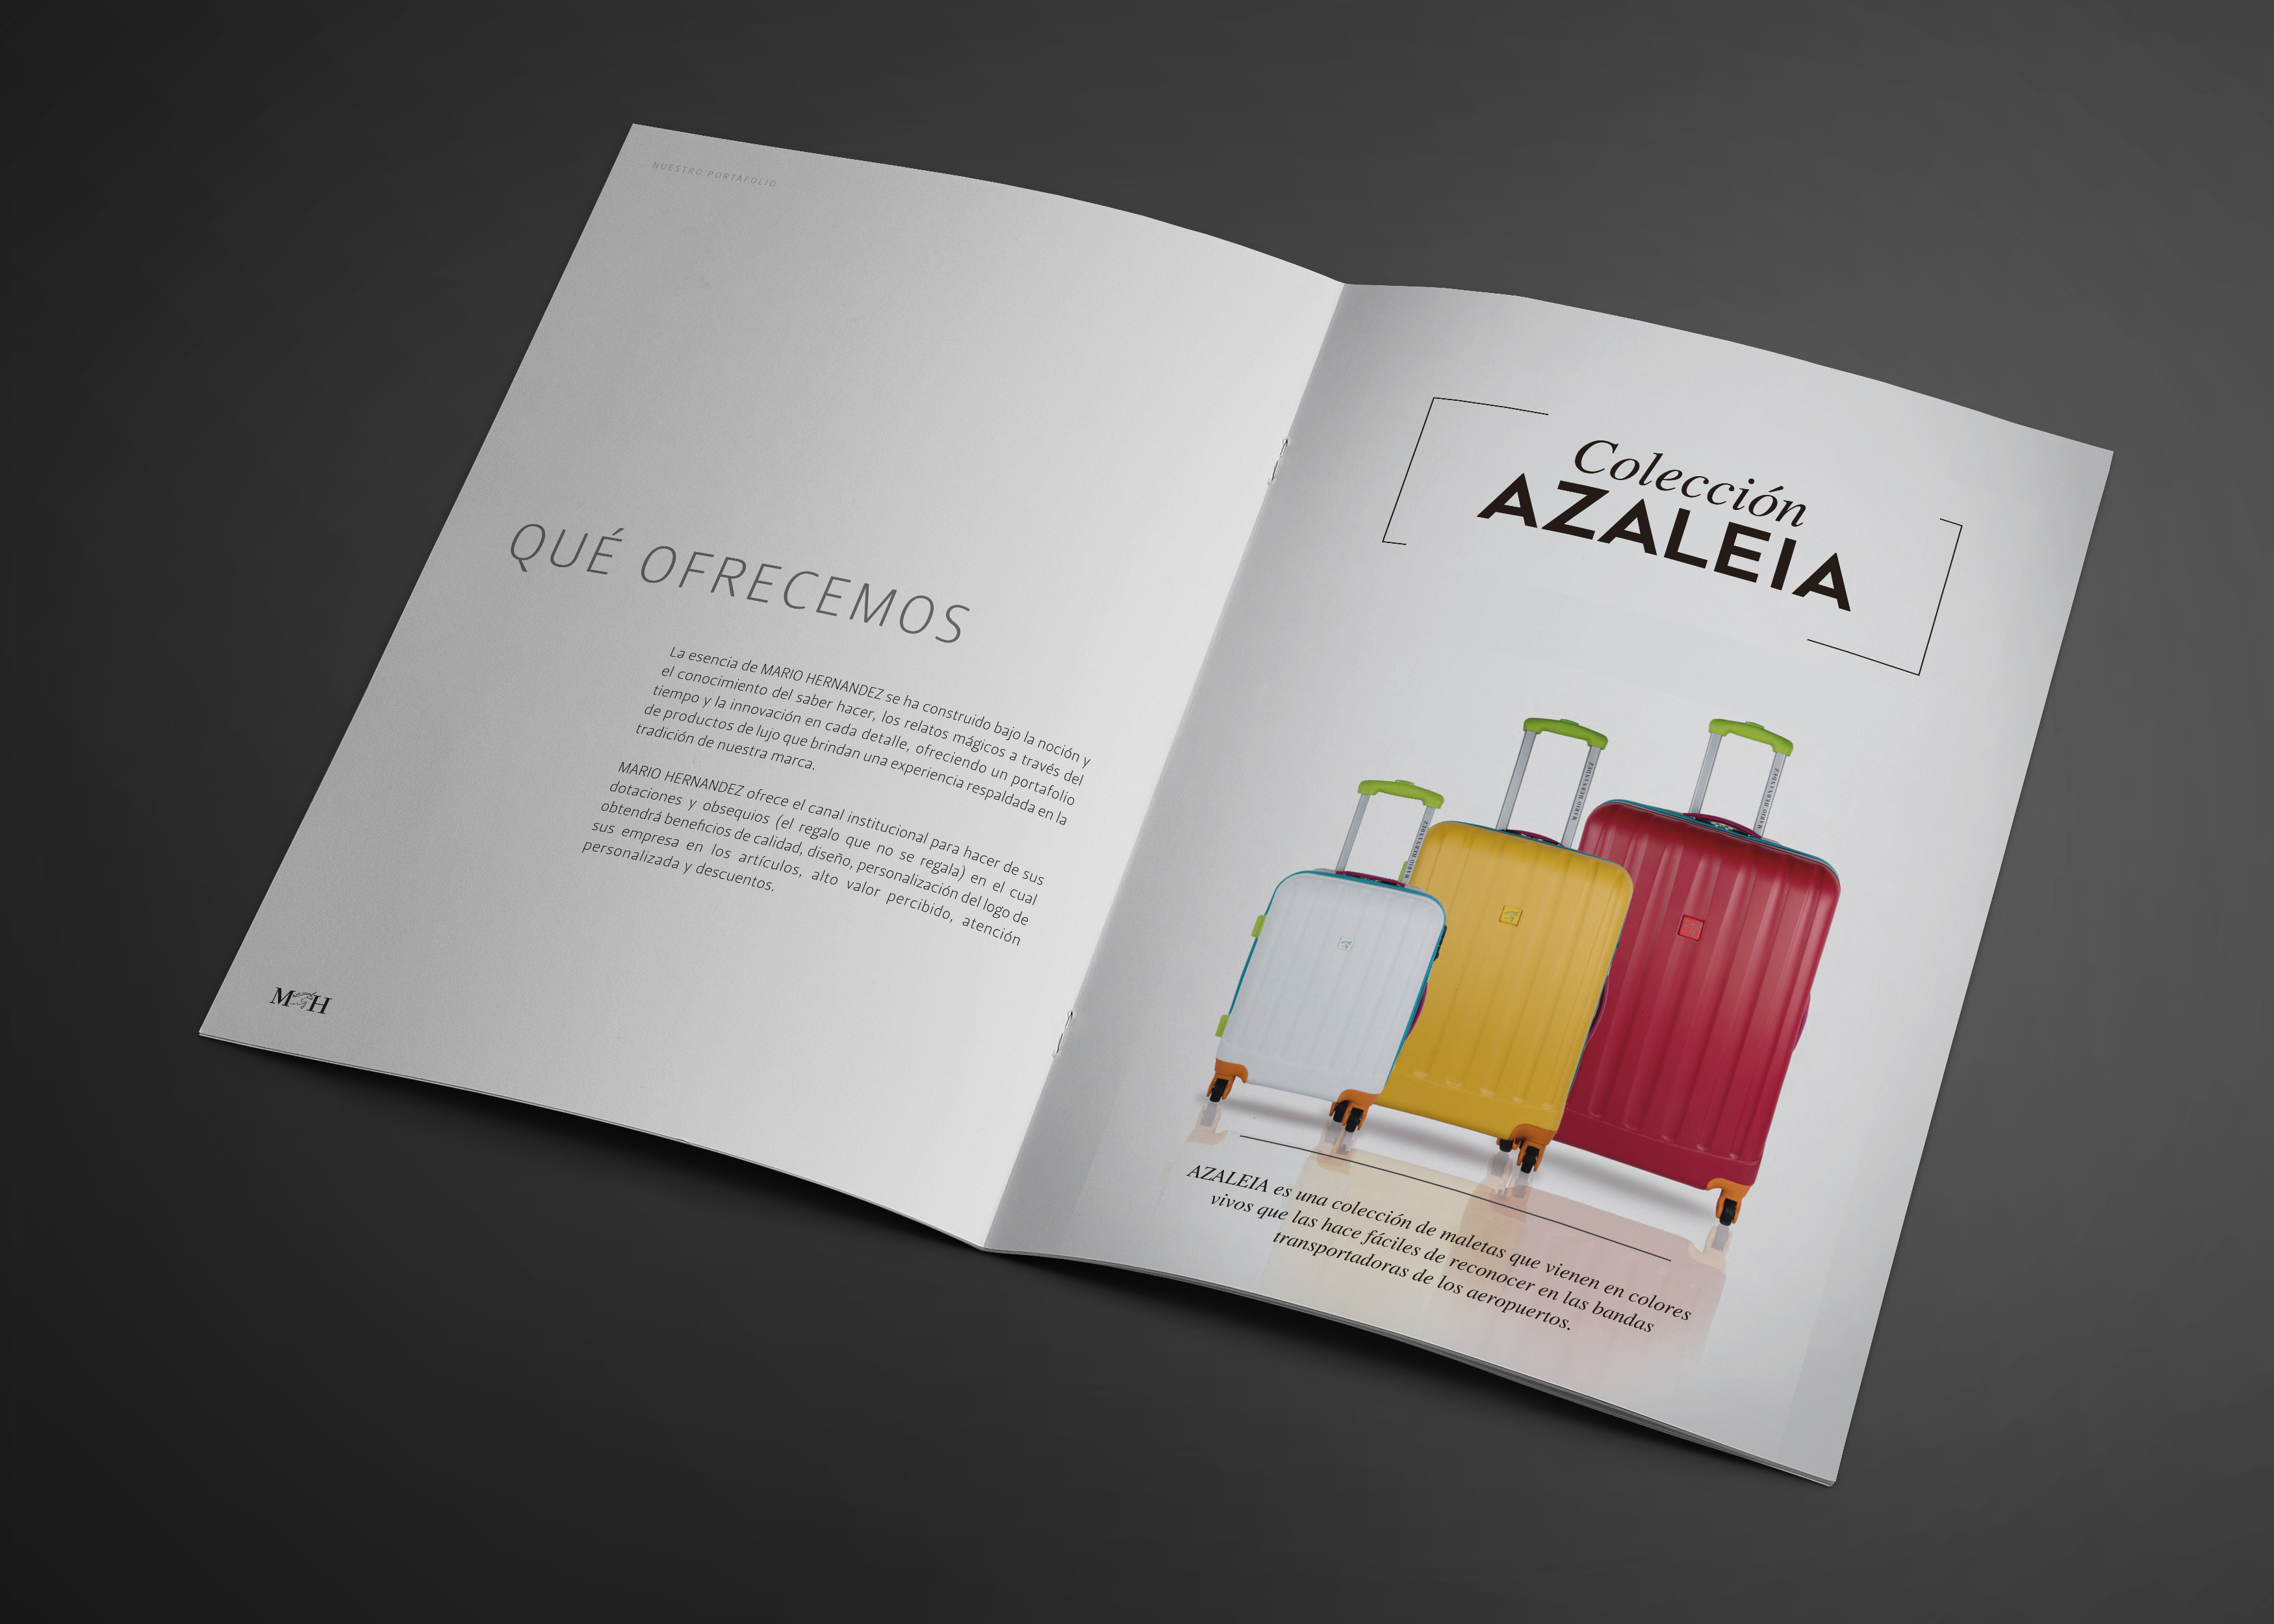 NUESTRO PORTAFOLIO
QUÉ OFRECEMOS
La esencia de MARIO HERNANDEZ se ha construido bajo la noción y
el conocimiento del saber hacer, los relatos mágicos a través del
tiempo y la innovación en cada detalle, ofreciendo un portafolio
de productos de lujo que brindan una experiencia respaldada en la
tradición de nuestra marca.
MARIO HERNANDEZ ofrece el canal institucional para hacer de sus
dotaciones y obsequios (el regalo que no se regala) en el cual
obtendrá beneficios de calidad, diseño, personalización del logo de
sus empresa en los artículos, alto valor percibido, atención
personalizada y descuentos.
M H
Colección
AZALEIA
MARIO HERNANDEZ
MARIO HERNANDEZ
MARIO HERNANDEZ
AZALEIA es una colección de maletas que vienen en colores
vivos que las hace fáciles de reconocer en las bandas
transportadoras de los aeropuertos.